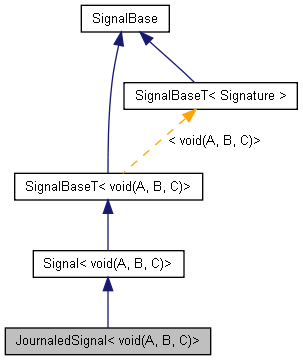 SignalBase
SignalBaseT< Signature >
< void(A, B, C)>
SignalBaseT< void(A, B, C)>
Signal< void(A, B, C)>
JournaledSignal< void(A, B, C)>